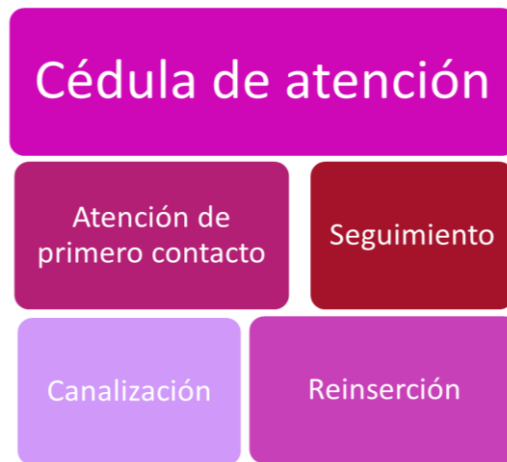 Cédula de atención
Atención de
primero contacto
Seguimiento
Canalización
Reinserción